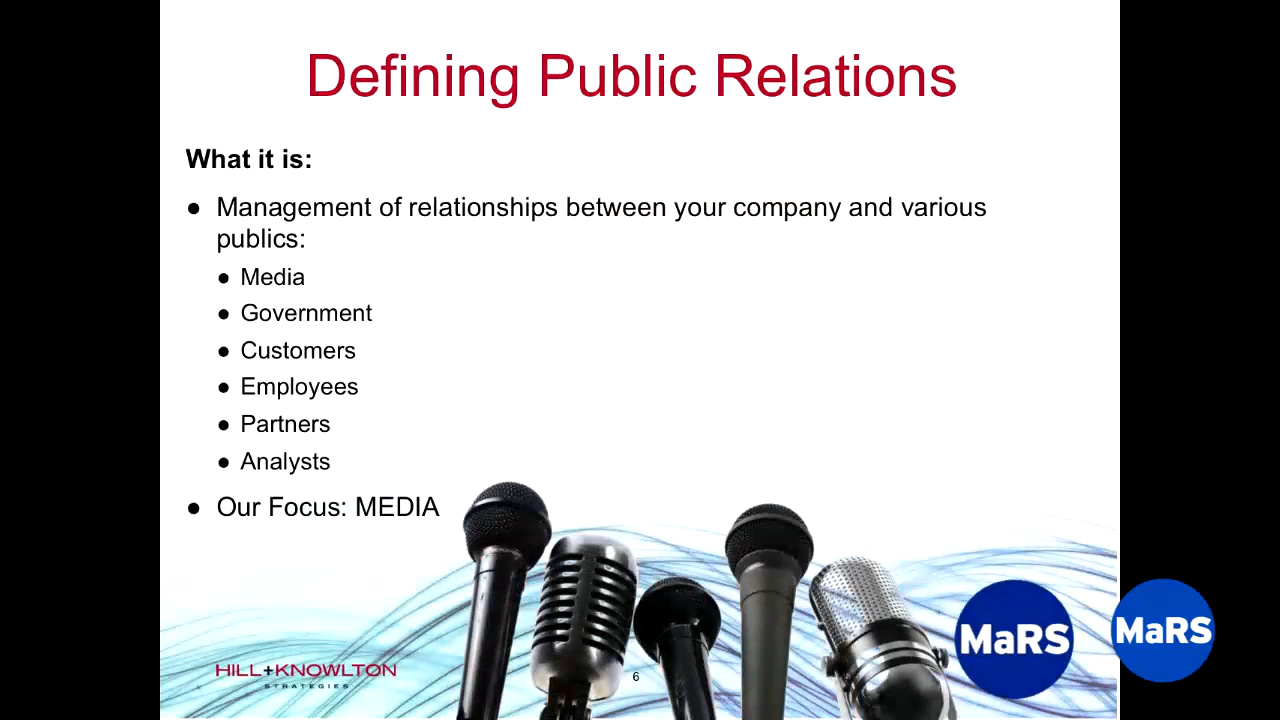 Defining Public Relations
What it is:
● Management of relationships between your company and various
publics:
● Media
● Government
● Customers
● Employees
● Partners
● Analysts
● Our Focus: MEDIA
HILL+KNOWLTON
STRATEGIES
6
MaRS
MaRS